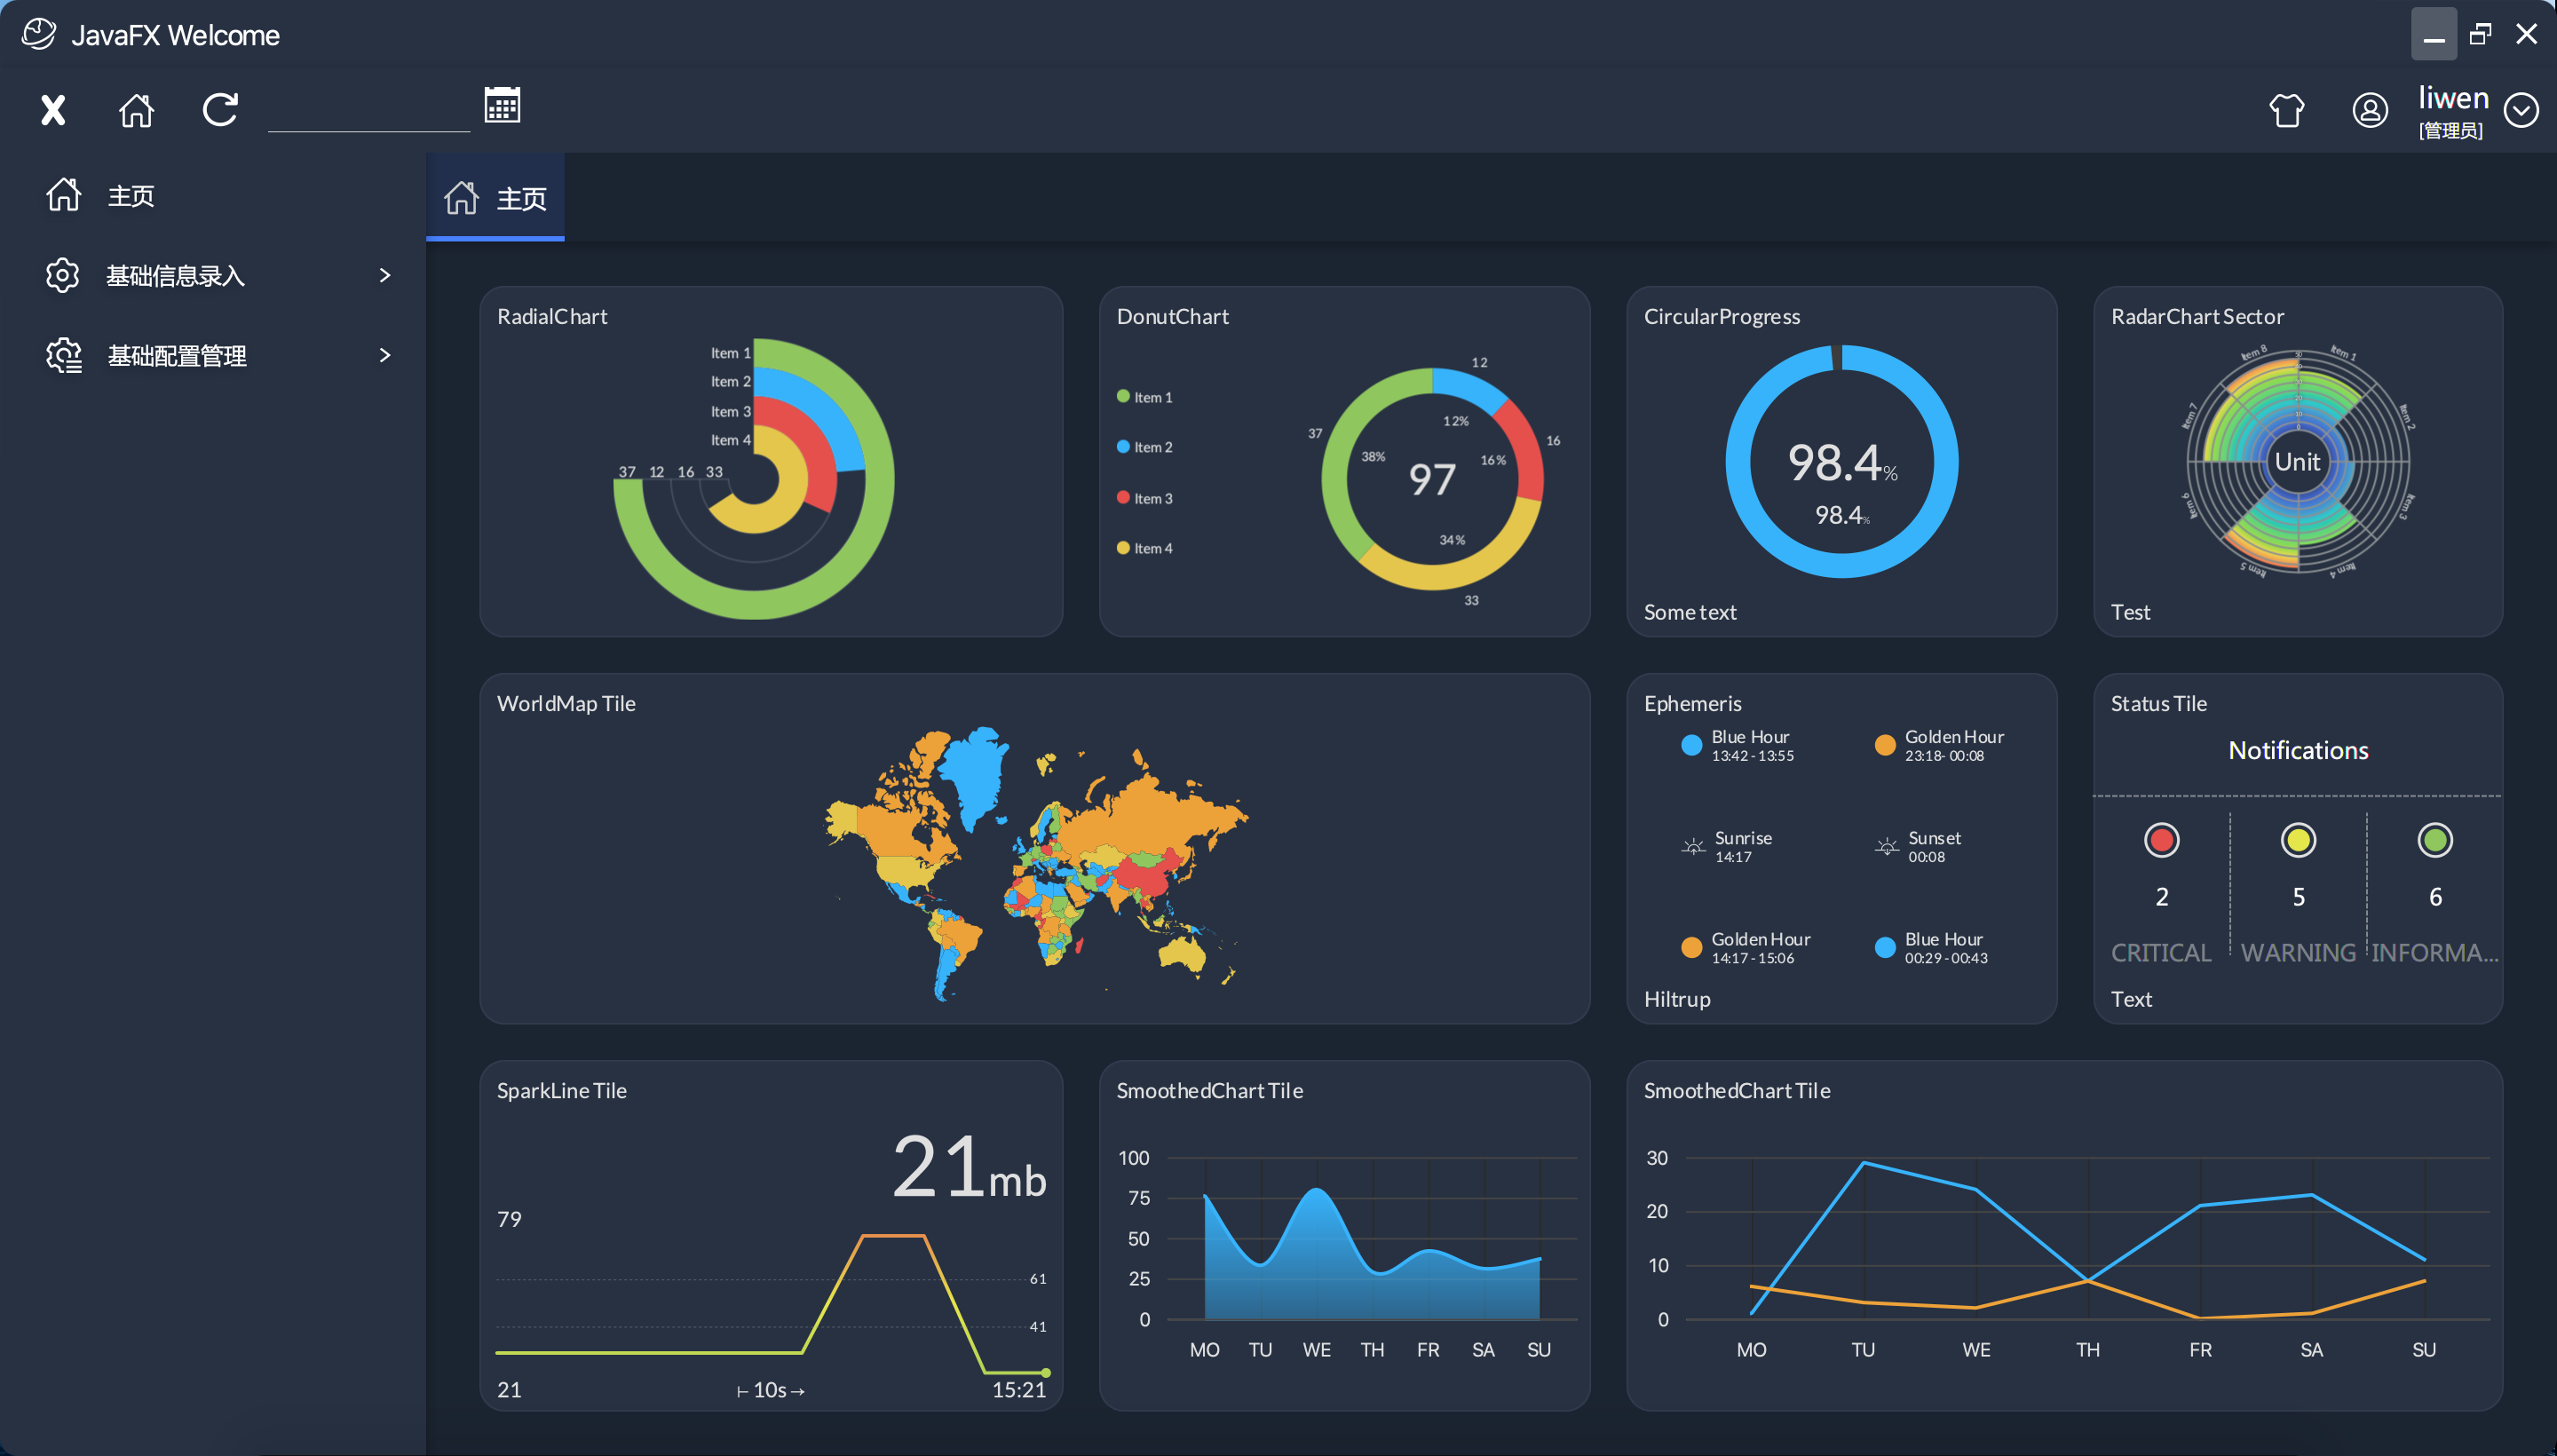 JavaFX Welcome
liwen
[管理员]
主页
基础信息录入
基础配置管理
主页
RadialChart
Item 1
Item 2
Item 3
Item 4
37 12 16 33
DonutChart
Item 1
Item 2
Item 3
Item 4
12
37
12%
16
38%
16%
97
34%
33
CircularProgress
98.4%
98.4%
Some text
RadarChart Sector
Item 1
Item 2
Item 3
Item 4
Item 5
Item 6
Item 7
Item 8
Unit
Test
WorldMap Tile
Ephemeris
Blue Hour
13:42 - 13:55
Golden Hour
23:18- 00:08
Sunrise
14:17
Sunset
00:08
Golden Hour
14:17 - 15:06
Blue Hour
00:29 - 00:43
Hiltrup
Status Tile
Notifications
2 5 6
CRITICAL WARNING INFORMA...
Text
SparkLine Tile
21mb
79
61
41
21 ⊢10s→ 15:21
SmoothedChart Tile
100
75
50
25
0
MO TU WE TH FR SA SU
SmoothedChart Tile
30
20
10
0
MO TU WE TH FR SA SU